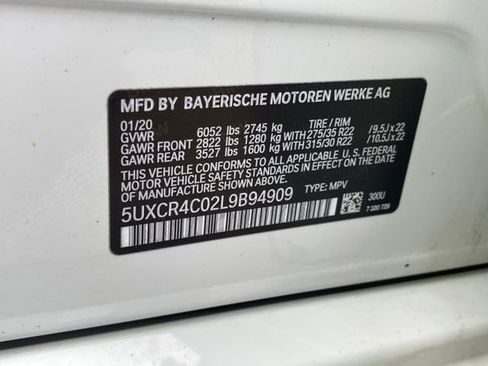 MFD BY BAYERISCHE MOTOREN WERKE AG
01/20
GVWR 6052 lbs 2745 kg TIRE / RIM
GAWR FRONT 2822 lbs 1280 kg WITH 275/35 R22 /9.5J x 22
GAWR REAR 3527 lbs 1600 kg WITH 315/30 R22 /10.5J x 22
THIS VEHICLE CONFORMS TO ALL APPLICABLE U. S. FEDERAL
MOTOR VEHICLE SAFETY STANDARDS IN EFFECT ON THE DATE
OF MANUFACTURE SHOWN ABOVE.
5UXCR4C02L9B94909 TYPE: MPV
300U
7 320 729